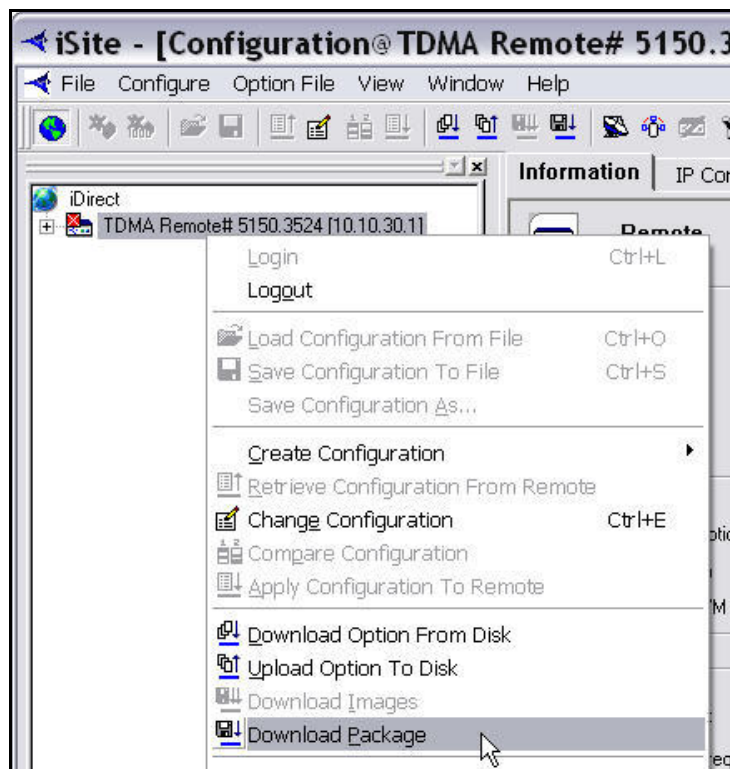 iSite - [Configuration@TDMA Remote# 5150.3
File Configure Option File View Window Help
Information IP Con
iDirect
TDMA Remote# 5150.3524 [10.10.30.1]
Remote
Login Ctrl+L
Logout
Load Configuration From File Ctrl+O
Save Configuration To File Ctrl+S
Save Configuration As...
Create Configuration
Retrieve Configuration From Remote
Change Configuration Ctrl+E
Compare Configuration
Apply Configuration To Remote
Download Option From Disk
Upload Option To Disk
Download Images
Download Package